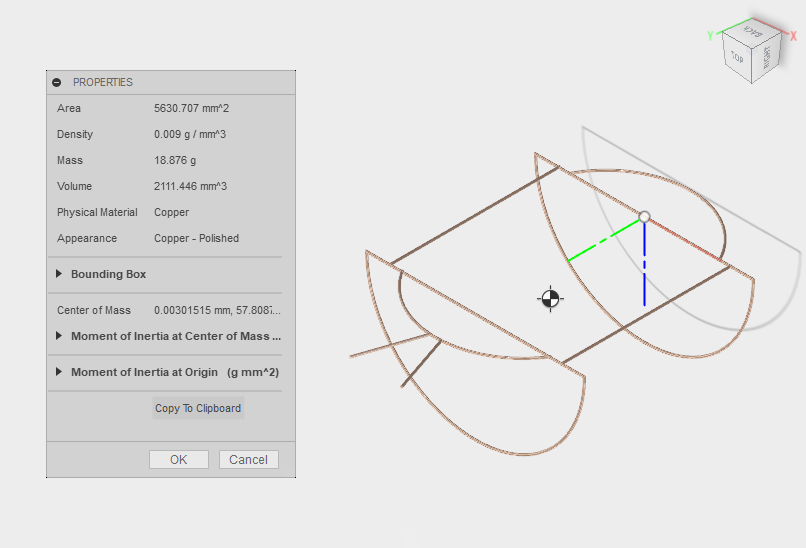 PROPERTIES
Area 5630.707 mm^2
Density 0.009 g / mm^3
Mass 18.876 g
Volume 2111.446 mm^3
Physical Material Copper
Appearance Copper - Polished
Bounding Box
Center of Mass 0.00301515 mm, 57.8087...
Moment of Inertia at Center of Mass ...
Moment of Inertia at Origin (g mm^2)
Copy To Clipboard
OK Cancel
Y X
BACK
TOP RIGHT